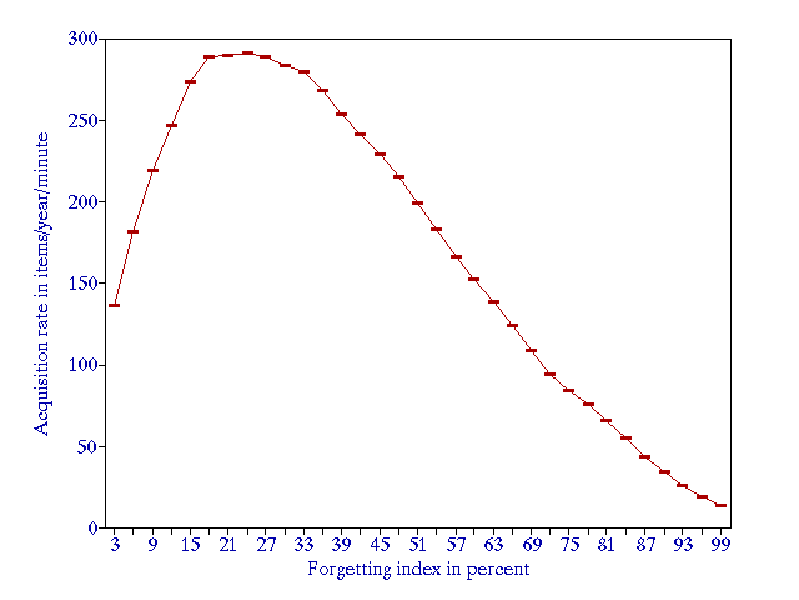 300
250
200
150
100
50
0
Acquisition rate in items/year/minute
3 9 15 21 27 33 39 45 51 57 63 69 75 81 87 93 99
Forgetting index in percent